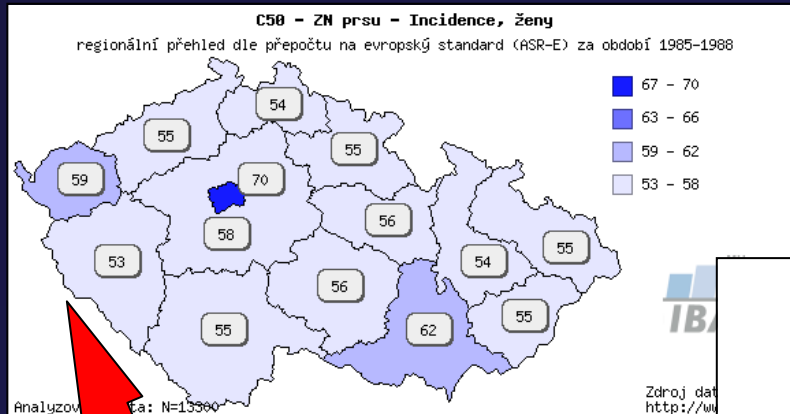 C50 - ZN prsu - Incidence, ženy
regionální přehled dle přepočtu na evropský standard (ASR-E) za období 1985-1988
67 - 70
63 - 66
59 - 62
53 - 58
54
55
55
59
70
56
58
53
55
54
56
55
62
55
IBA
Analyzov ta: N=13300
Zdroj dat
http://ww